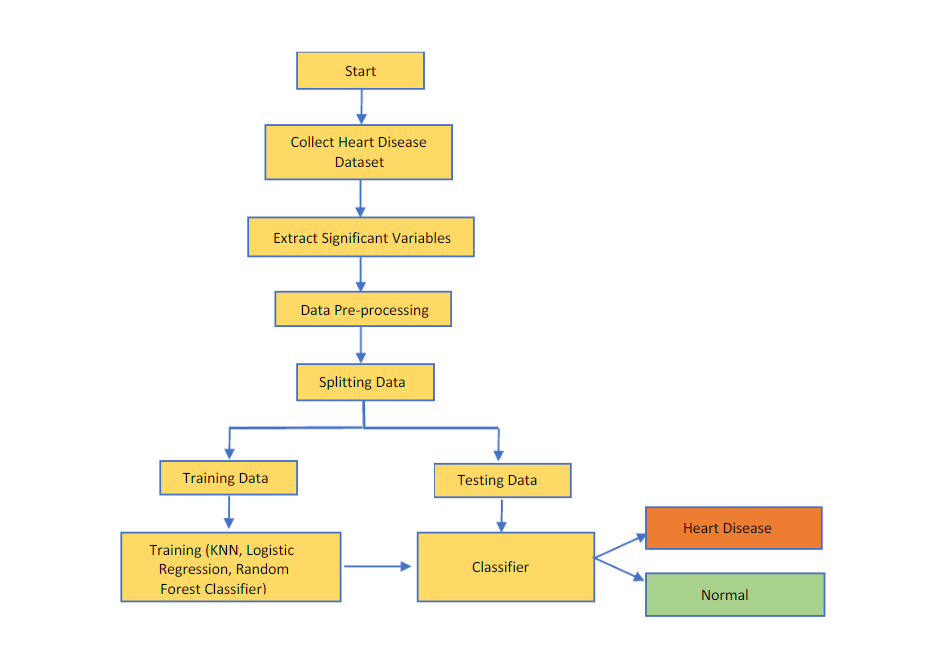 Start
Collect Heart Disease
Dataset
Extract Significant Variables
Data Pre-processing
Splitting Data
Training Data
Testing Data
Training (KNN, Logistic
Regression, Random
Forest Classifier)
Classifier
Heart Disease
Normal